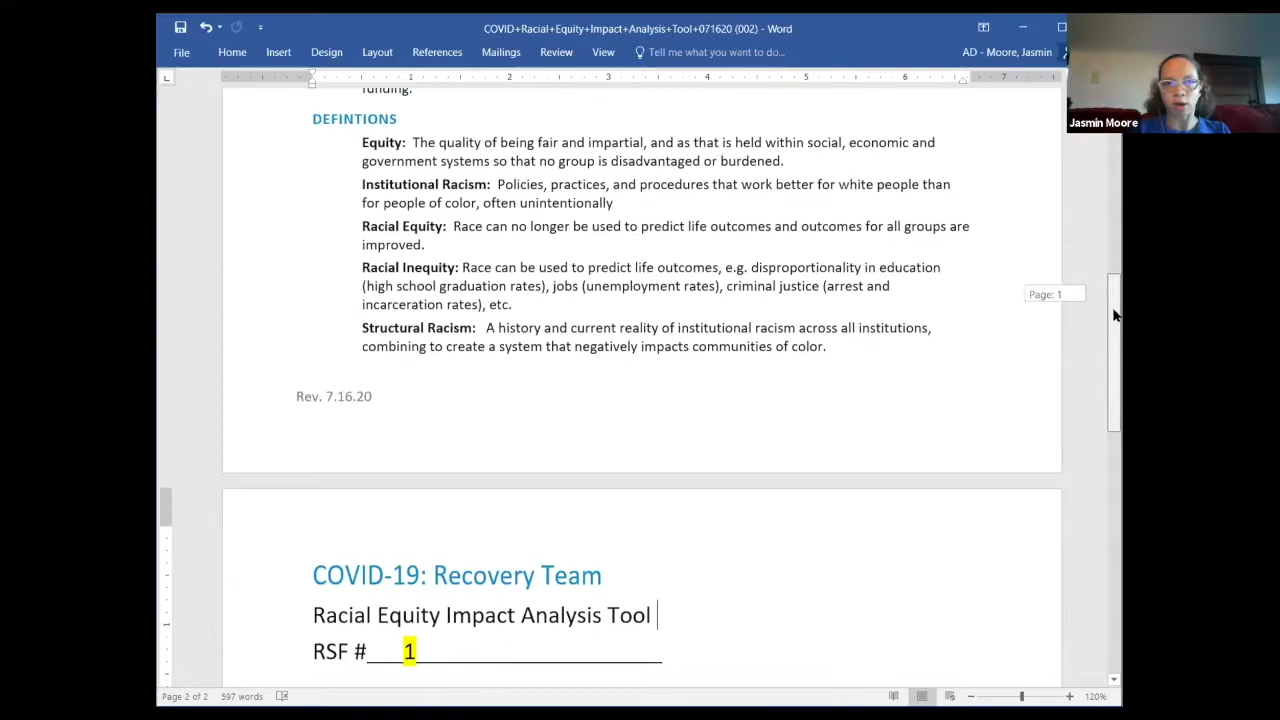 COVID+Racial+Equity+Impact+Analysis+Tool+071620 (002) - Word
File Home Insert Design Layout References Mailings Review View Tell me what you want to do... AD - Moore, Jasmin
Jasmin Moore
1 2 3 4 5 6 7
funding.
DEFINTIONS
Equity: The quality of being fair and impartial, and as that is held within social, economic and
government systems so that no group is disadvantaged or burdened.
Institutional Racism: Policies, practices, and procedures that work better for white people than
for people of color, often unintentionally
Racial Equity: Race can no longer be used to predict life outcomes and outcomes for all groups are
improved.
Racial Inequity: Race can be used to predict life outcomes, e.g. disproportionality in education
(high school graduation rates), jobs (unemployment rates), criminal justice (arrest and
incarceration rates), etc.
Page: 1
Structural Racism: A history and current reality of institutional racism across all institutions,
combining to create a system that negatively impacts communities of color.
Rev. 7.16.20
COVID-19: Recovery Team
Racial Equity Impact Analysis Tool
1
RSF #___1____________________
Page 2 of 2 597 words 120%